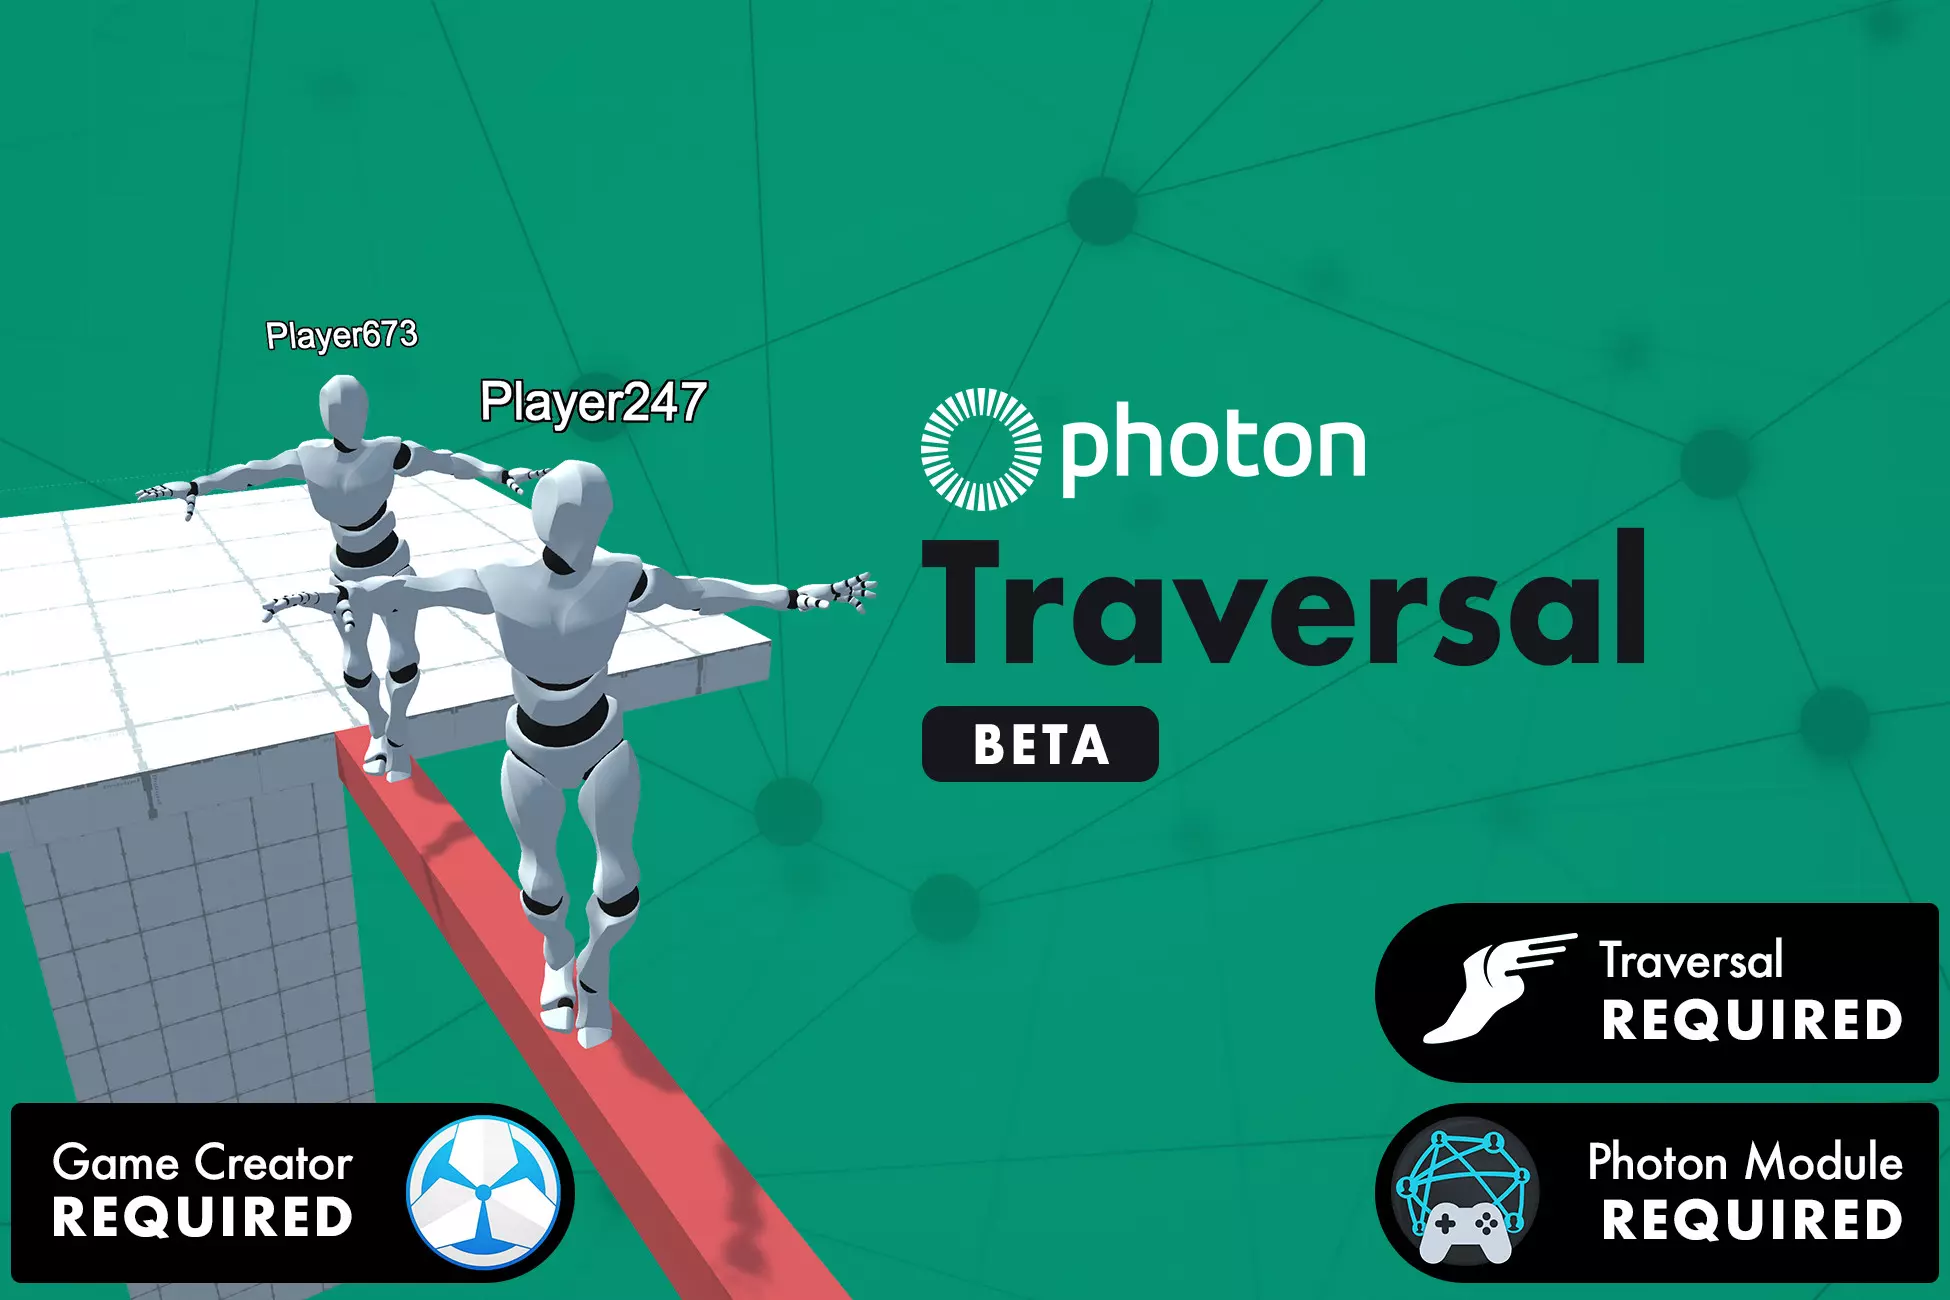 Player673
Player247
photon
Traversal
BETA
Traversal
REQUIRED
Game Creator
REQUIRED
Photon Module
REQUIRED